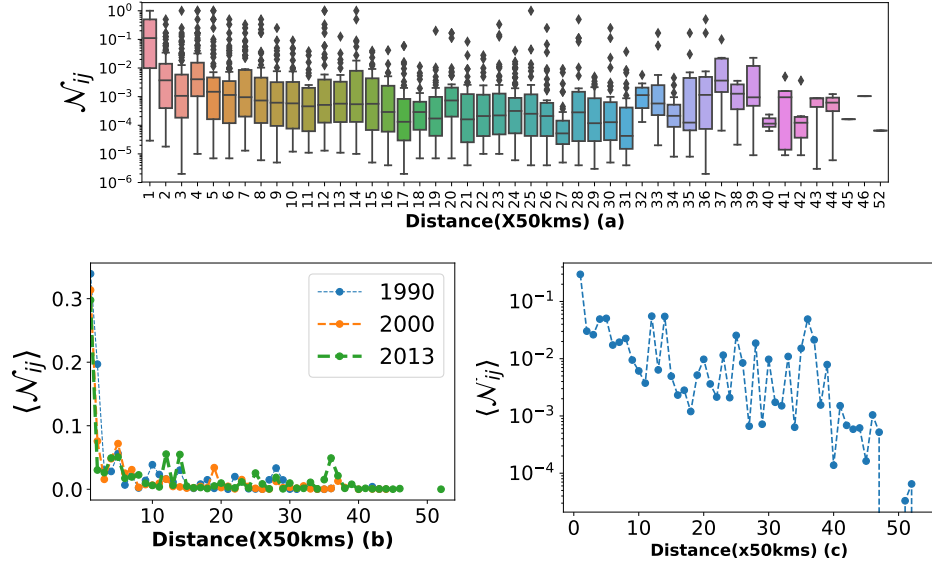 𝒩ij
10⁰
10⁻¹
10⁻²
10⁻³
10⁻⁴
10⁻⁵
10⁻⁶
1 2 3 4 5 6 7 8 9 10 11 12 13 14 15 16 17 18 19 20 21 22 23 24 25 26 27 28 29 30 31 32 33 34 35 36 37 38 39 40 41 42 43 44 45 46 52
Distance(X50kms) (a)
⟨𝒩ij⟩
0.3
0.2
0.1
0.0
1990
2000
2013
10 20 30 40 50
Distance(X50kms) (b)
⟨𝒩ij⟩
10⁻¹
10⁻²
10⁻³
10⁻⁴
0 10 20 30 40 50
Distance(x50kms) (c)